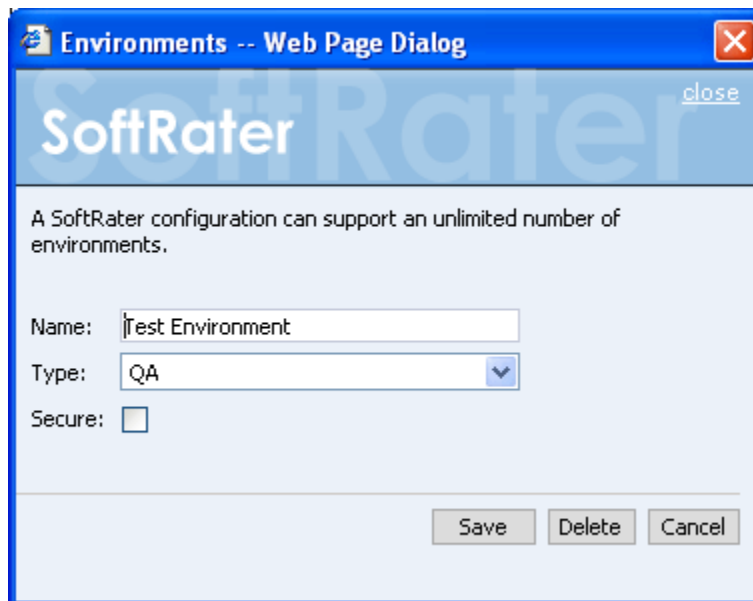 Environments -- Web Page Dialog
SoftRater
close
SoftRater
A SoftRater configuration can support an unlimited number of
environments.
Name: Test Environment
Type: QA
Secure:
Save Delete Cancel